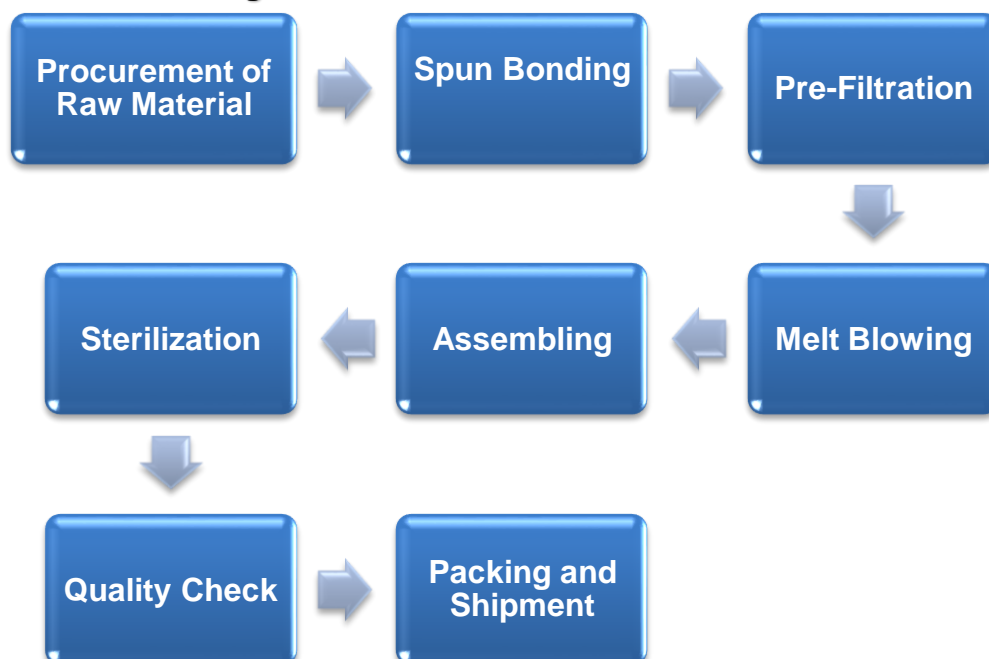 Procurement of
Raw Material
Spun Bonding
Pre-Filtration
Melt Blowing
Assembling
Sterilization
Quality Check
Packing and
Shipment